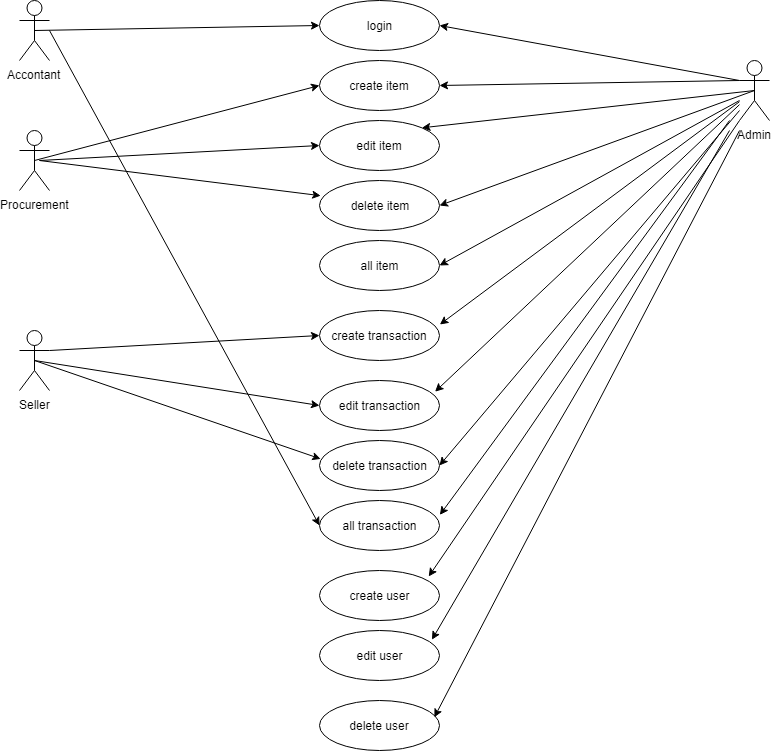 login
Accontant
create item
Admin
edit item
Procurement
delete item
all item
create transaction
Seller
edit transaction
delete transaction
all transaction
create user
edit user
delete user